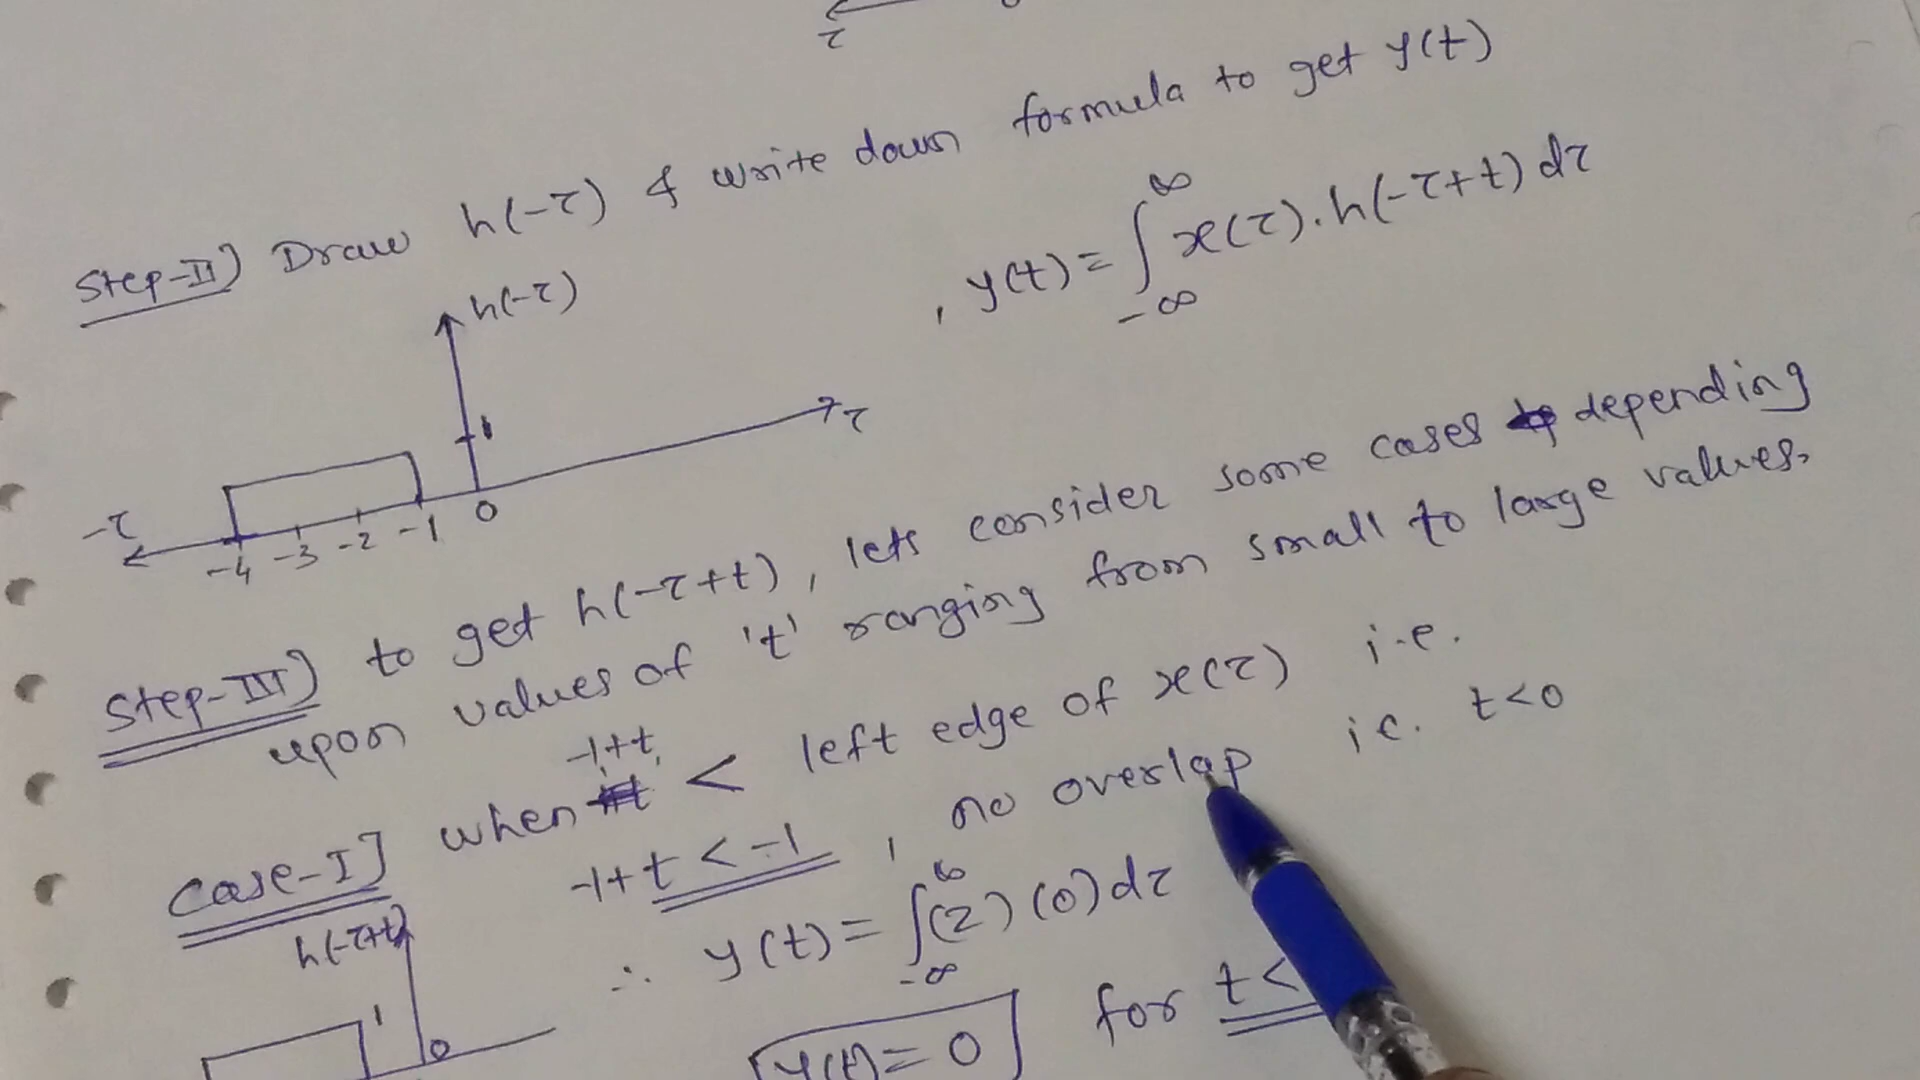 τ
Step-II) Draw h(-τ) & write down formula to get y(t)
h(-τ)
, y(t) = ∫_{-∞}^{∞} x(τ).h(-τ+t) dτ
1
τ
-τ
-4 -3 -2 -1 0
Step-III) to get h(-τ+t), lets consider some cases depending
upon values of 't' ranging from small to large values.
Case-I] when -1+t < left edge of x(τ) i.e.
-1+t < -1 , no overlap i.e. t<0
∴ y(t) = ∫_{-∞}^{∞} (2) (0) dτ
h(-τ+t)
1
0
y(t) = 0 for t<